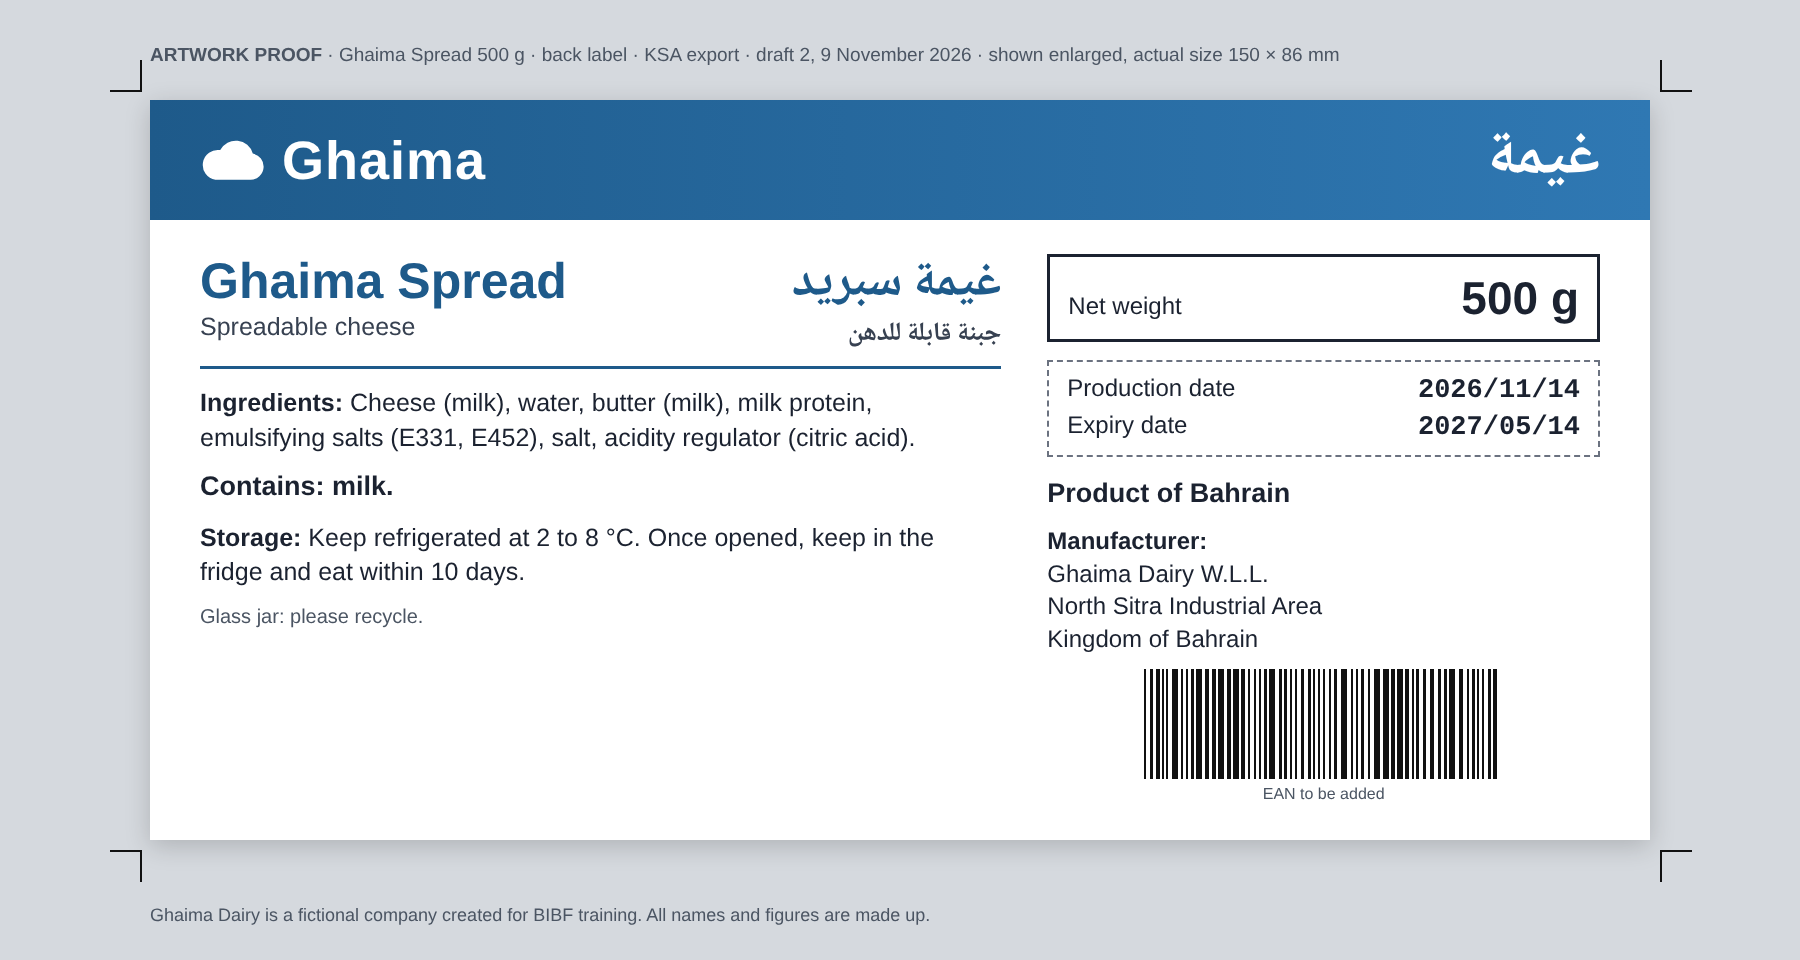 ARTWORK PROOF · Ghaima Spread 500 g · back label · KSA export · draft 2, 9 November 2026 · shown enlarged, actual size 150 × 86 mm
Ghaima
غيمة
Ghaima Spread
غيمة سبريد
Spreadable cheese
جبنة قابلة للدهن
Ingredients: Cheese (milk), water, butter (milk), milk protein,
emulsifying salts (E331, E452), salt, acidity regulator (citric acid).
Contains: milk.
Storage: Keep refrigerated at 2 to 8 °C. Once opened, keep in the
fridge and eat within 10 days.
Glass jar: please recycle.
Net weight 500 g
Production date 2026/11/14
Expiry date 2027/05/14
Product of Bahrain
Manufacturer:
Ghaima Dairy W.L.L.
North Sitra Industrial Area
Kingdom of Bahrain
EAN to be added
Ghaima Dairy is a fictional company created for BIBF training. All names and figures are made up.